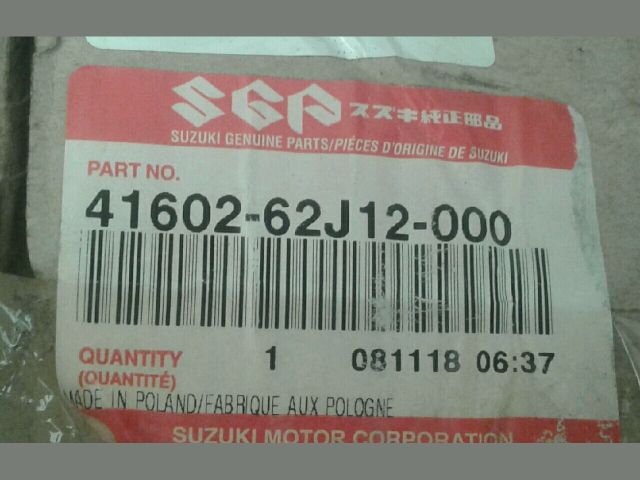 SGP スズキ純正部品
SUZUKI GENUINE PARTS/PIÉCES D'ORIGINE DE SUZUKI
PART NO.
41602-62J12-000
QUANTITY 1 081118 06:37
(QUANTITÉ)
MADE IN POLAND/FABRIQUE AUX POLOGNE
SUZUKI MOTOR CORPORATION